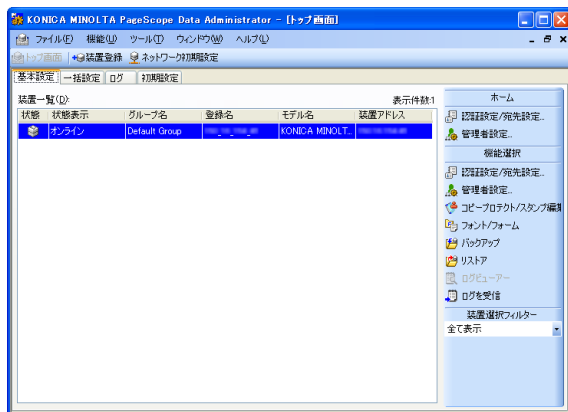 KONICA MINOLTA PageScope Data Administrator - [トップ画面]
ファイル(F) 機能(U) ツール(T) ウィンドウ(W) ヘルプ(L)
トップ画面 装置登録 ネットワーク初期設定
基本設定 一括設定 ログ 初期設定
装置一覧(D): 表示件数:1
状態 状態表示 グループ名 登録名 モデル名 装置アドレス
オンライン Default Group KONICA MINOLT...
ホーム
認証設定/宛先設定...
管理者設定...
機能選択
認証設定/宛先設定...
管理者設定...
コピープロテクト/スタンプ編集
フォント/フォーム
バックアップ
リストア
ログビューアー
ログを受信
装置選択フィルター
全て表示